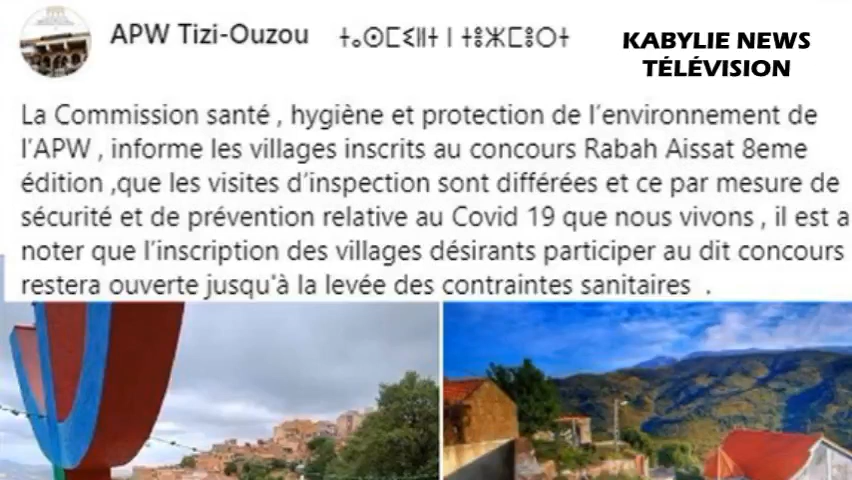 APW Tizi-Ouzou
ⵜⴰⵙⵎⵉⵍⵜ ⵏ ⵜⵓⵣⵎⵓⵔⵜ
KABYLIE NEWS
TÉLÉVISION
La Commission santé , hygiène et protection de l'environnement de
l'APW , informe les villages inscrits au concours Rabah Aissat 8eme
édition ,que les visites d'inspection sont différées et ce par mesure de
sécurité et de prévention relative au Covid 19 que nous vivons , il est a
noter que l'inscription des villages désirants participer au dit concours
restera ouverte jusqu'à la levée des contraintes sanitaires .